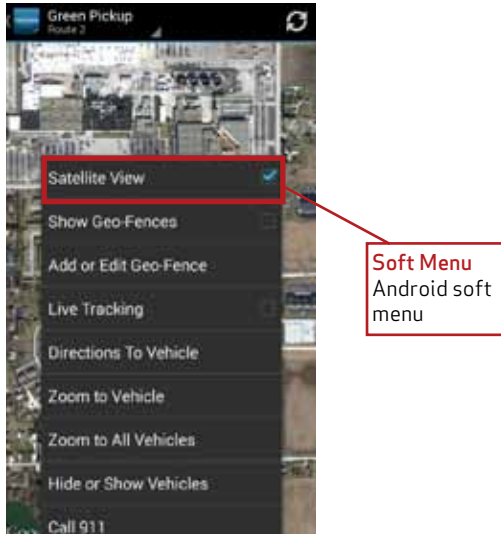 Green Pickup
Route 2
Satellite View
Show Geo-Fences
Add or Edit Geo-Fence
Live Tracking
Directions To Vehicle
Zoom to Vehicle
Zoom to All Vehicles
Hide or Show Vehicles
Call 911
Soft Menu
Android soft
menu